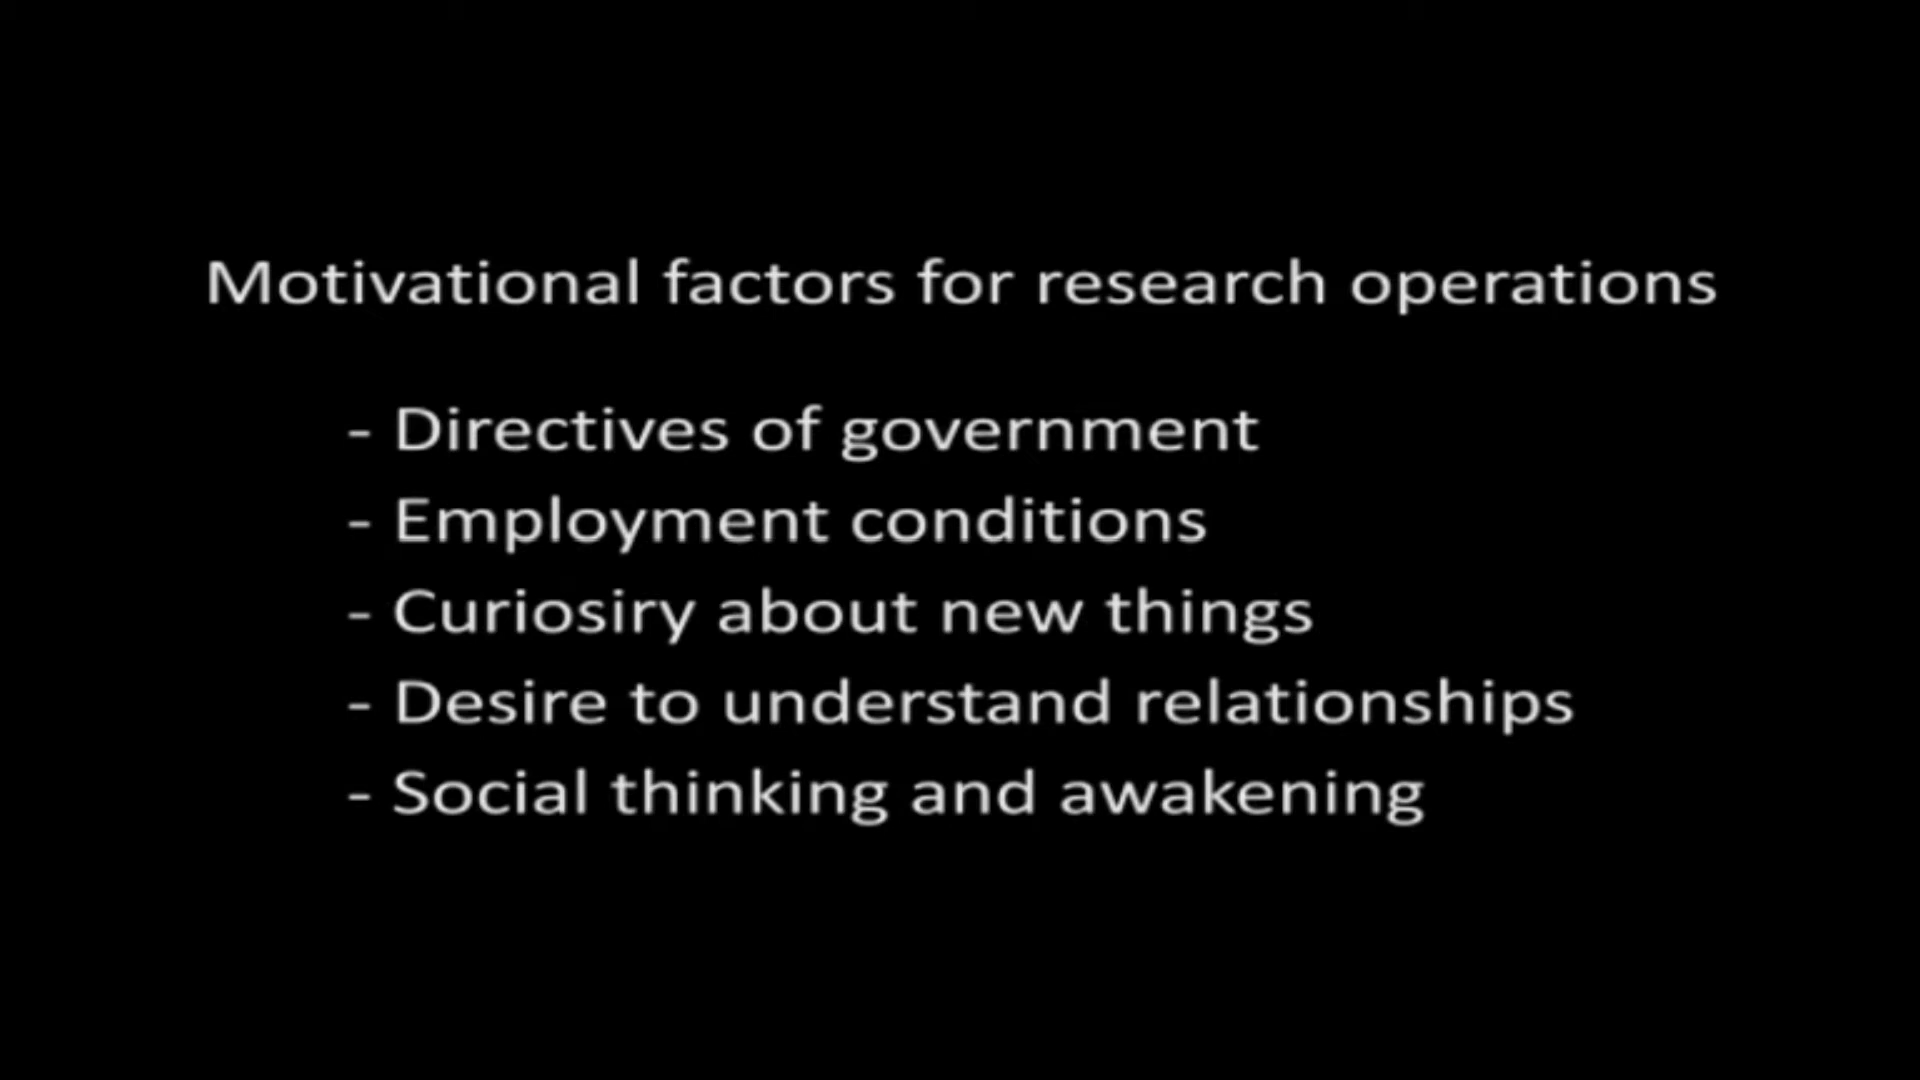 Motivational factors for research operations
- Directives of government
- Employment conditions
- Curiosiry about new things
- Desire to understand relationships
- Social thinking and awakening